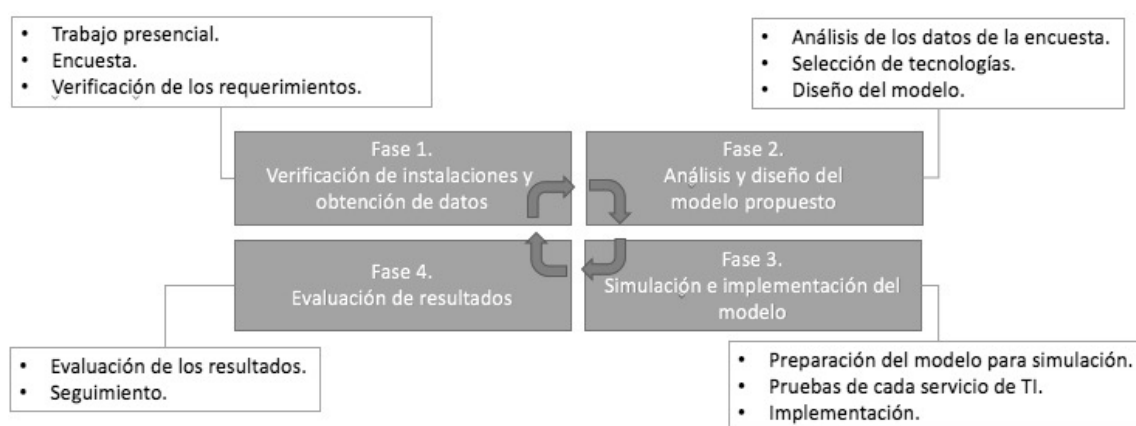 • Trabajo presencial.
• Encuesta.
• Verificación de los requerimientos.
• Análisis de los datos de la encuesta.
• Selección de tecnologías.
• Diseño del modelo.
Fase 1.
Verificación de instalaciones y
obtención de datos
Fase 2.
Análisis y diseño del
modelo propuesto
Fase 4.
Evaluación de resultados
Fase 3.
Simulación e implementación del
modelo
• Evaluación de los resultados.
• Seguimiento.
• Preparación del modelo para simulación.
• Pruebas de cada servicio de TI.
• Implementación.